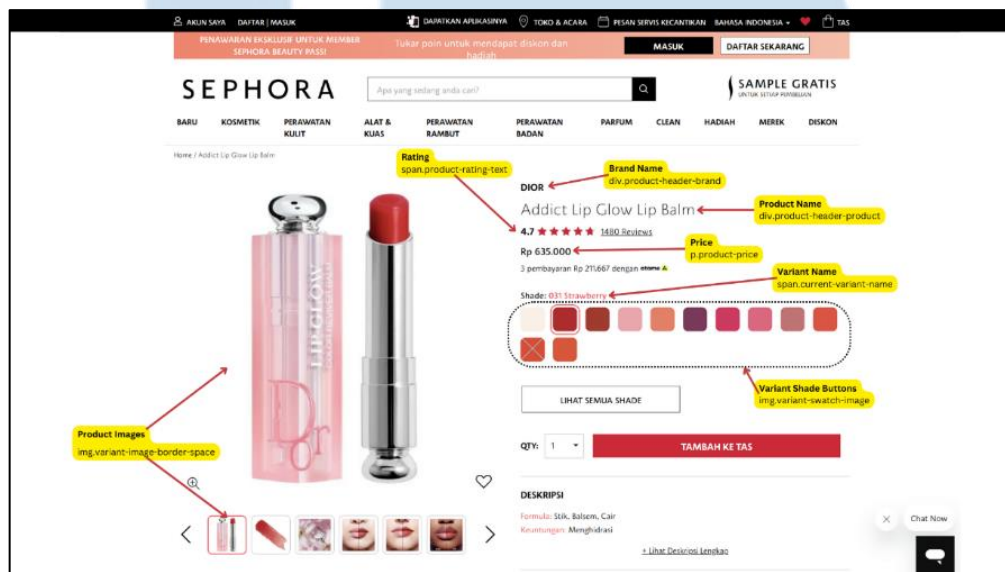 AKUN SAYA DAFTAR | MASUK DAPATKAN APLIKASINYA TOKO & ACARA PESAN SERVIS KECANTIKAN BAHASA INDONESIA TAS
PENAWARAN EKSKLUSIF UNTUK MEMBER
SEPHORA BEAUTY PASS!
Tukar poin untuk mendapat diskon dan
hadiah
MASUK
DAFTAR SEKARANG
SEPHORA
Apa yang sedang anda cari?
SAMPLE GRATIS
UNTUK SETIAP PEMBELIAN
BARU
KOSMETIK
PERAWATAN
KULIT
ALAT &
KUAS
PERAWATAN
RAMBUT
PERAWATAN
BADAN
PARFUM
CLEAN
HADIAH
MEREK
DISKON
Home / Addict Lip Glow Lip Balm
Rating
span.product-rating-text
Brand Name
div.product-header-brand
DIOR
Addict Lip Glow Lip Balm
Product Name
div.product-header-product
4.7 1480 Reviews
Rp 635.000
Price
p.product-price
3 pembayaran Rp 211.667 dengan atome
Variant Name
span.current-variant-name
Shade: 031 Strawberry
Variant Shade Buttons
img.variant-swatch-image
LIHAT SEMUA SHADE
LIP GLOW
Dior
Product Images
img.variant-image-border-space
QTY: 1
TAMBAH KE TAS
DESKRIPSI
Formula: Stik, Balsem, Cair
Keuntungan: Menghidrasi
+ Lihat Deskripsi Lengkap
Chat Now